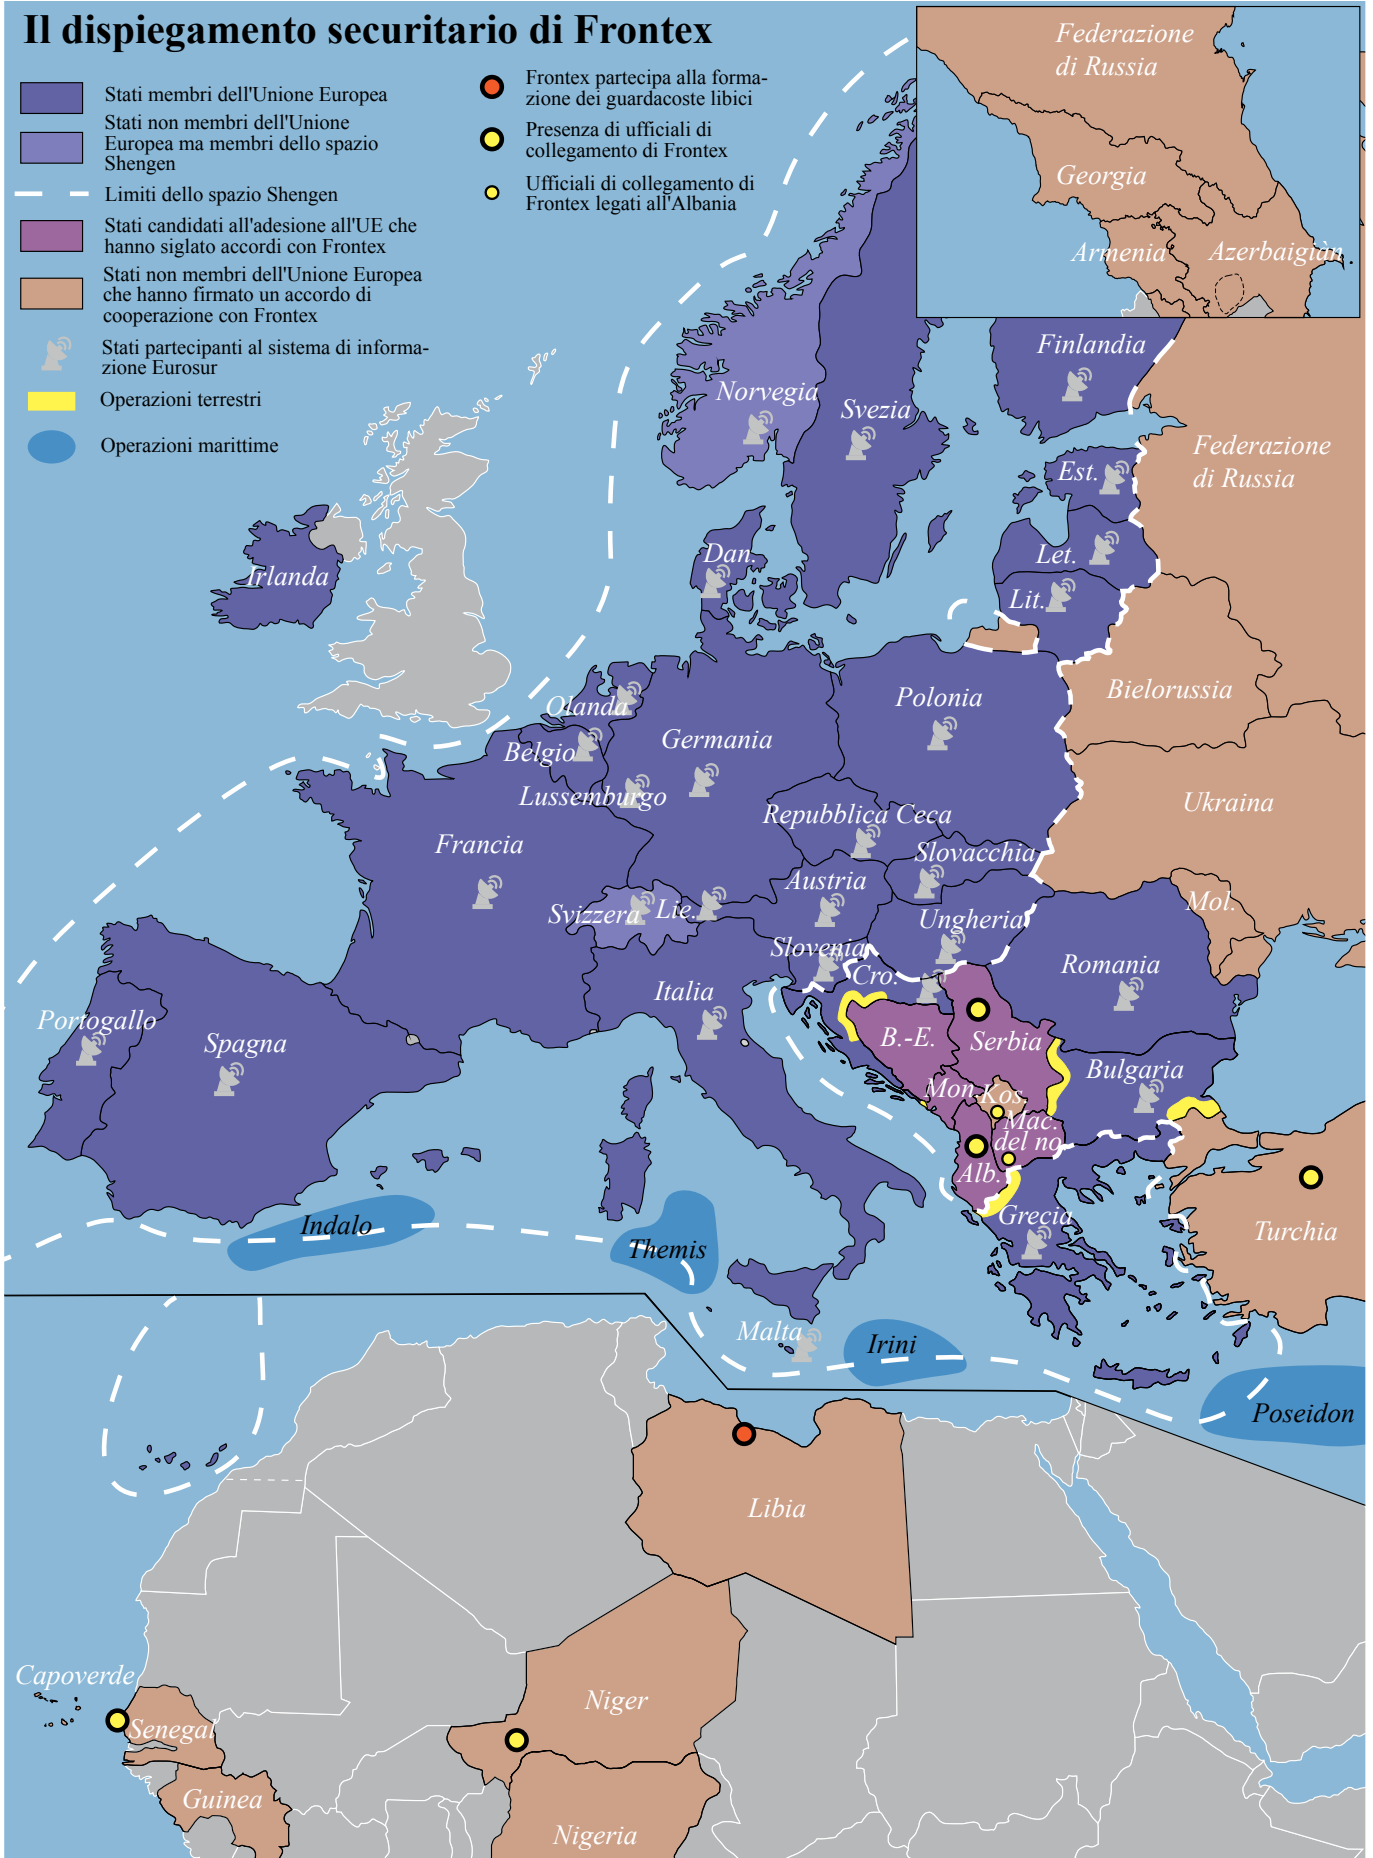 Il dispiegamento securitario di Frontex
Stati membri dell'Unione Europea
Stati non membri dell'Unione
Europea ma membri dello spazio
Shengen
Limiti dello spazio Shengen
Stati candidati all'adesione all'UE che
hanno siglato accordi con Frontex
Stati non membri dell'Unione Europea
che hanno firmato un accordo di
cooperazione con Frontex
Stati partecipanti al sistema di informa-
zione Eurosur
Operazioni terrestri
Operazioni marittime
Frontex partecipa alla forma-
zione dei guardacoste libici
Presenza di ufficiali di
collegamento di Frontex
Ufficiali di collegamento di
Frontex legati all'Albania
Federazione
di Russia
Georgia
Armenia
Azerbaigiàn
Finlandia
Norvegia
Svezia
Federazione
di Russia
Est.
Dan.
Let.
Irlanda
Lit.
Bielorussia
Polonia
Olanda
Germania
Belgio
Lussemburgo
Ukraina
Repubblica Ceca
Francia
Slovacchia
Austria
Mol.
Svizzera
Lie.
Ungheria
Slovenia
Cro.
Romania
Italia
Portogallo
Spagna
B.-E.
Serbia
Bulgaria
Mon.
Kos.
Mac.
del no
Alb.
Grecia
Turchia
Indalo
Themis
Malta
Irini
Poseidon
Libia
Capoverde
Senegal
Niger
Guinea
Nigeria